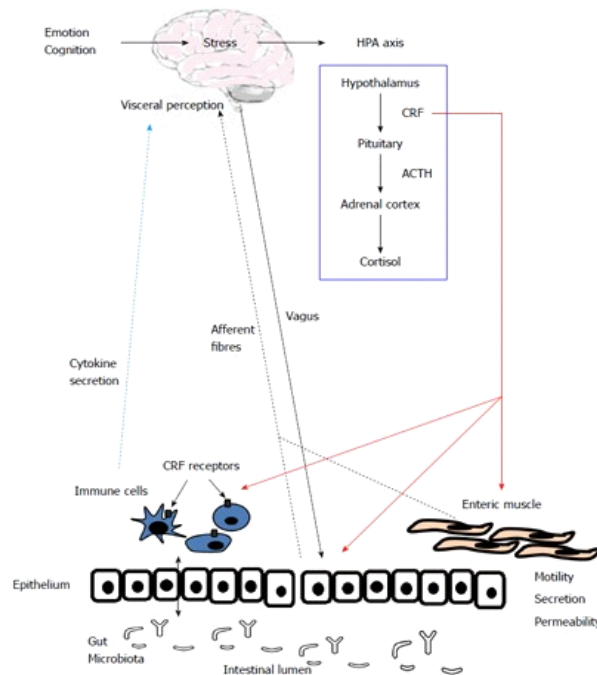 Emotion
Cognition
Stress
HPA axis
Visceral perception
Hypothalamus
CRF
Pituitary
ACTH
Adrenal cortex
Cortisol
Vagus
Afferent
fibres
Cytokine
secretion
CRF receptors
Immune cells
Enteric muscle
Epithelium
Motility
Secretion
Permeability
Gut
Microbiota
Intestinal lumen